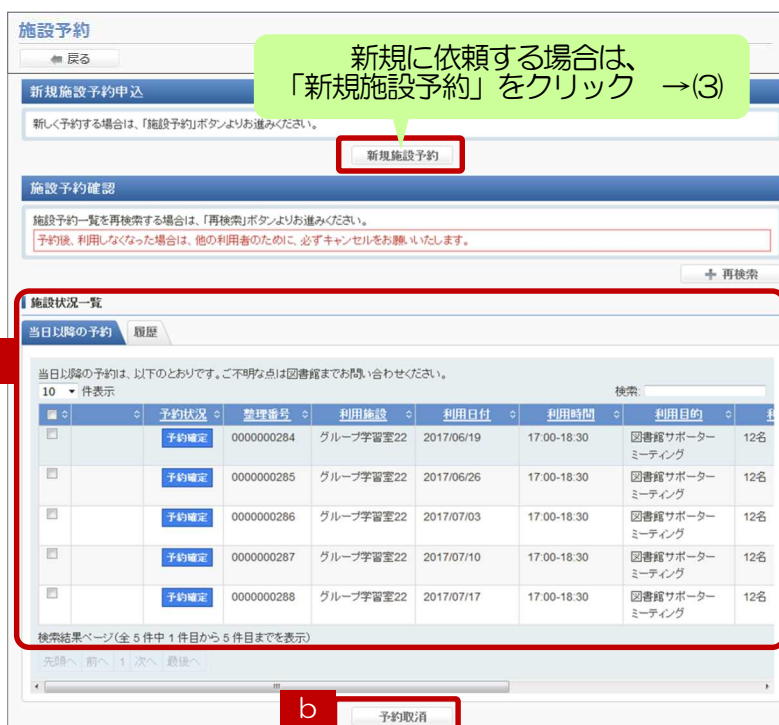 施設予約
戻る
新規に依頼する場合は、
「新規施設予約」をクリック →⑶
新規施設予約申込
新しく予約する場合は、「施設予約」ボタンよりお進みください。
新規施設予約
施設予約確認
施設予約一覧を再検索する場合は、「再検索」ボタンよりお進みください。
予約後、利用しなくなった場合は、他の利用者のために、必ずキャンセルをお願いいたします。
再検索
施設状況一覧
当日以降の予約 履歴
当日以降の予約は、以下のとおりです。ご不明な点は図書館までお問い合わせください。
10 件表示 検索:
予約状況 整理番号 利用施設 利用日付 利用時間 利用目的
予約確定 0000000284 グループ学習室22 2017/06/19 17:00-18:30 図書館サポーターミーティング 12名
予約確定 0000000285 グループ学習室22 2017/06/26 17:00-18:30 図書館サポーターミーティング 12名
予約確定 0000000286 グループ学習室22 2017/07/03 17:00-18:30 図書館サポーターミーティング 12名
予約確定 0000000287 グループ学習室22 2017/07/10 17:00-18:30 図書館サポーターミーティング 12名
予約確定 0000000288 グループ学習室22 2017/07/17 17:00-18:30 図書館サポーターミーティング 12名
検索結果ページ(全 5 件中 1 件目から 5 件目までを表示)
先頭へ 前へ 1 次へ 最後へ
b
予約取消